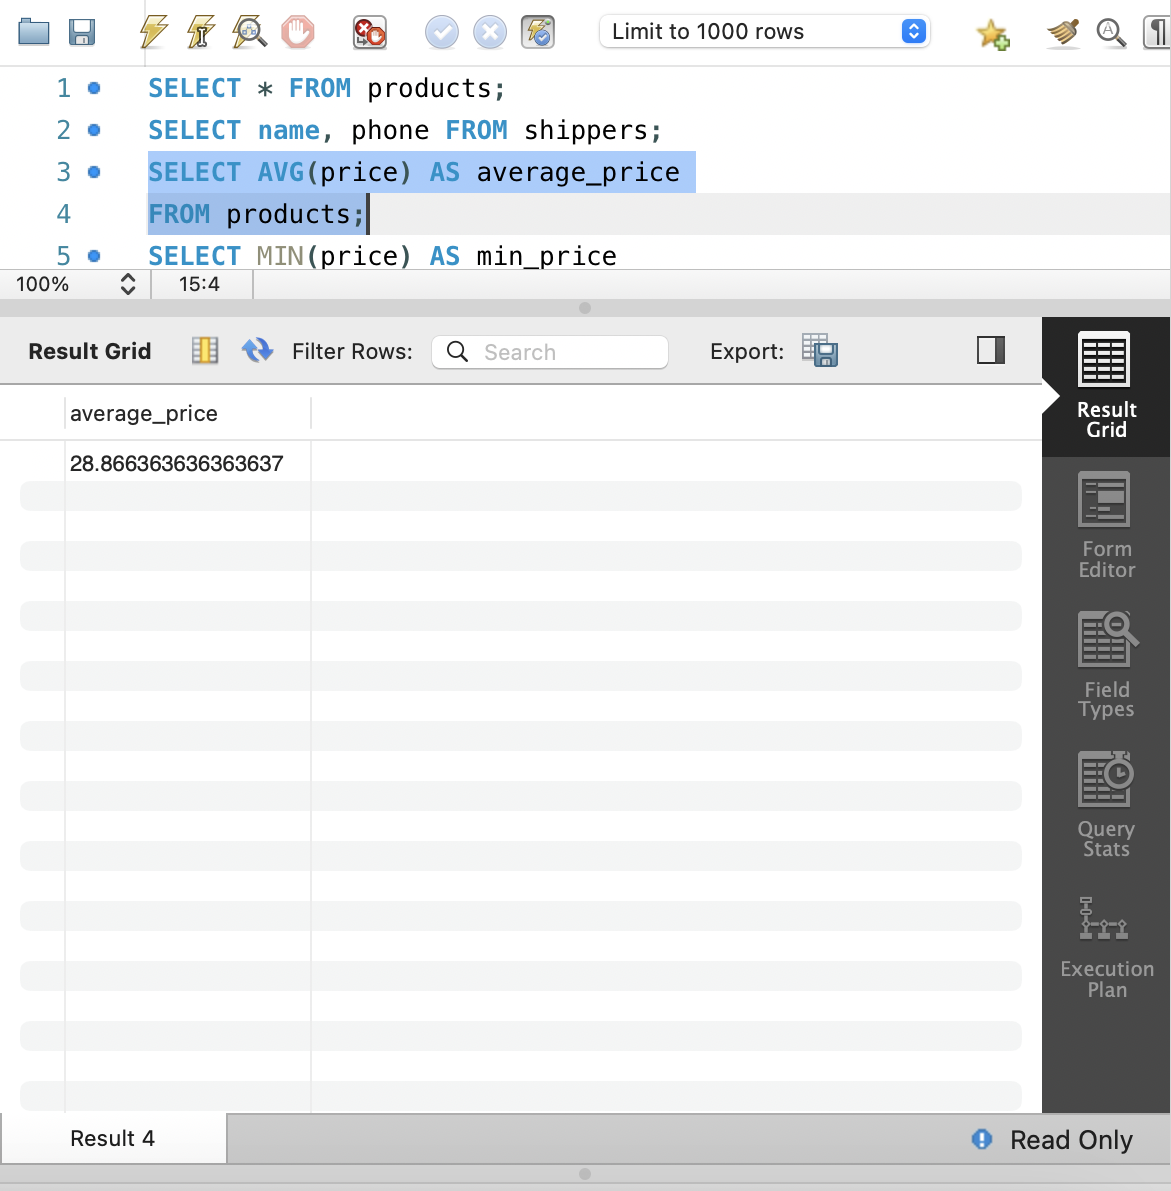 Limit to 1000 rows
1 SELECT * FROM products;
2 SELECT name, phone FROM shippers;
3 SELECT AVG(price) AS average_price
4 FROM products;
5 SELECT MIN(price) AS min_price
100% 15:4
Result Grid Filter Rows: Search Export:
average_price
28.866363636363637
Result
Grid
Form
Editor
Field
Types
Query
Stats
Execution
Plan
Result 4 Read Only